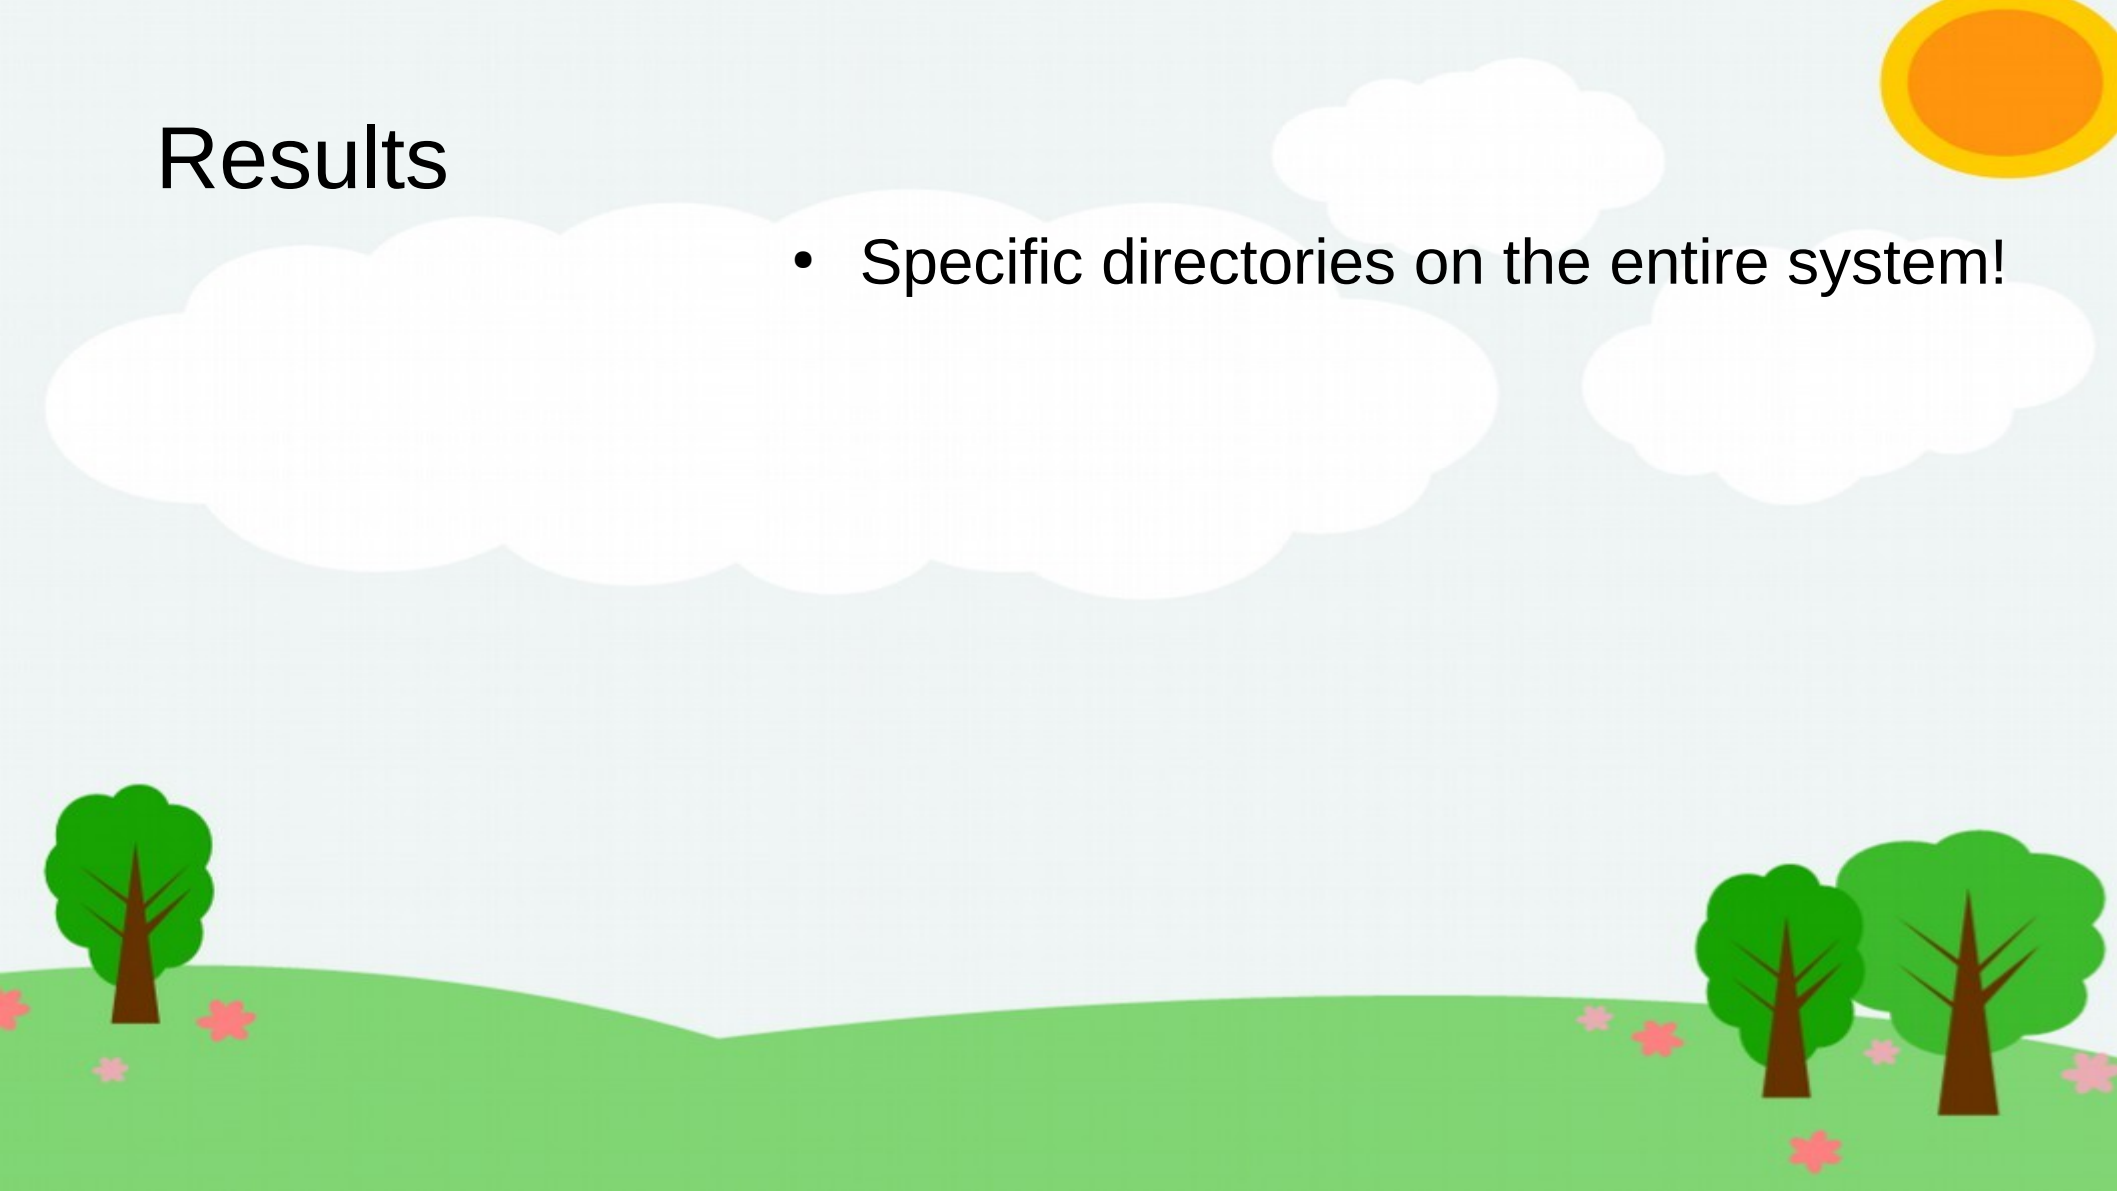 Results
• Specific directories on the entire system!